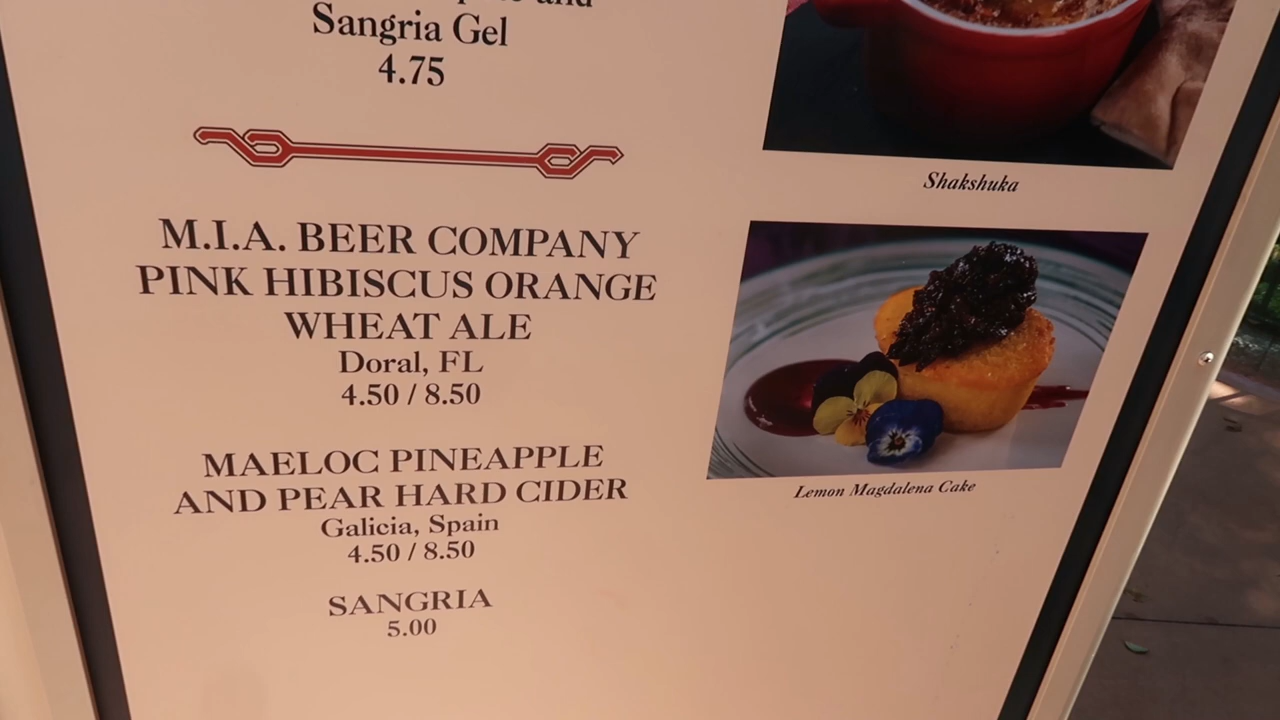 and
Sangria Gel
4.75
M.I.A. BEER COMPANY
PINK HIBISCUS ORANGE
WHEAT ALE
Doral, FL
4.50 / 8.50
MAELOC PINEAPPLE
AND PEAR HARD CIDER
Galicia, Spain
4.50 / 8.50
SANGRIA
5.00
Shakshuka
Lemon Magdalena Cake